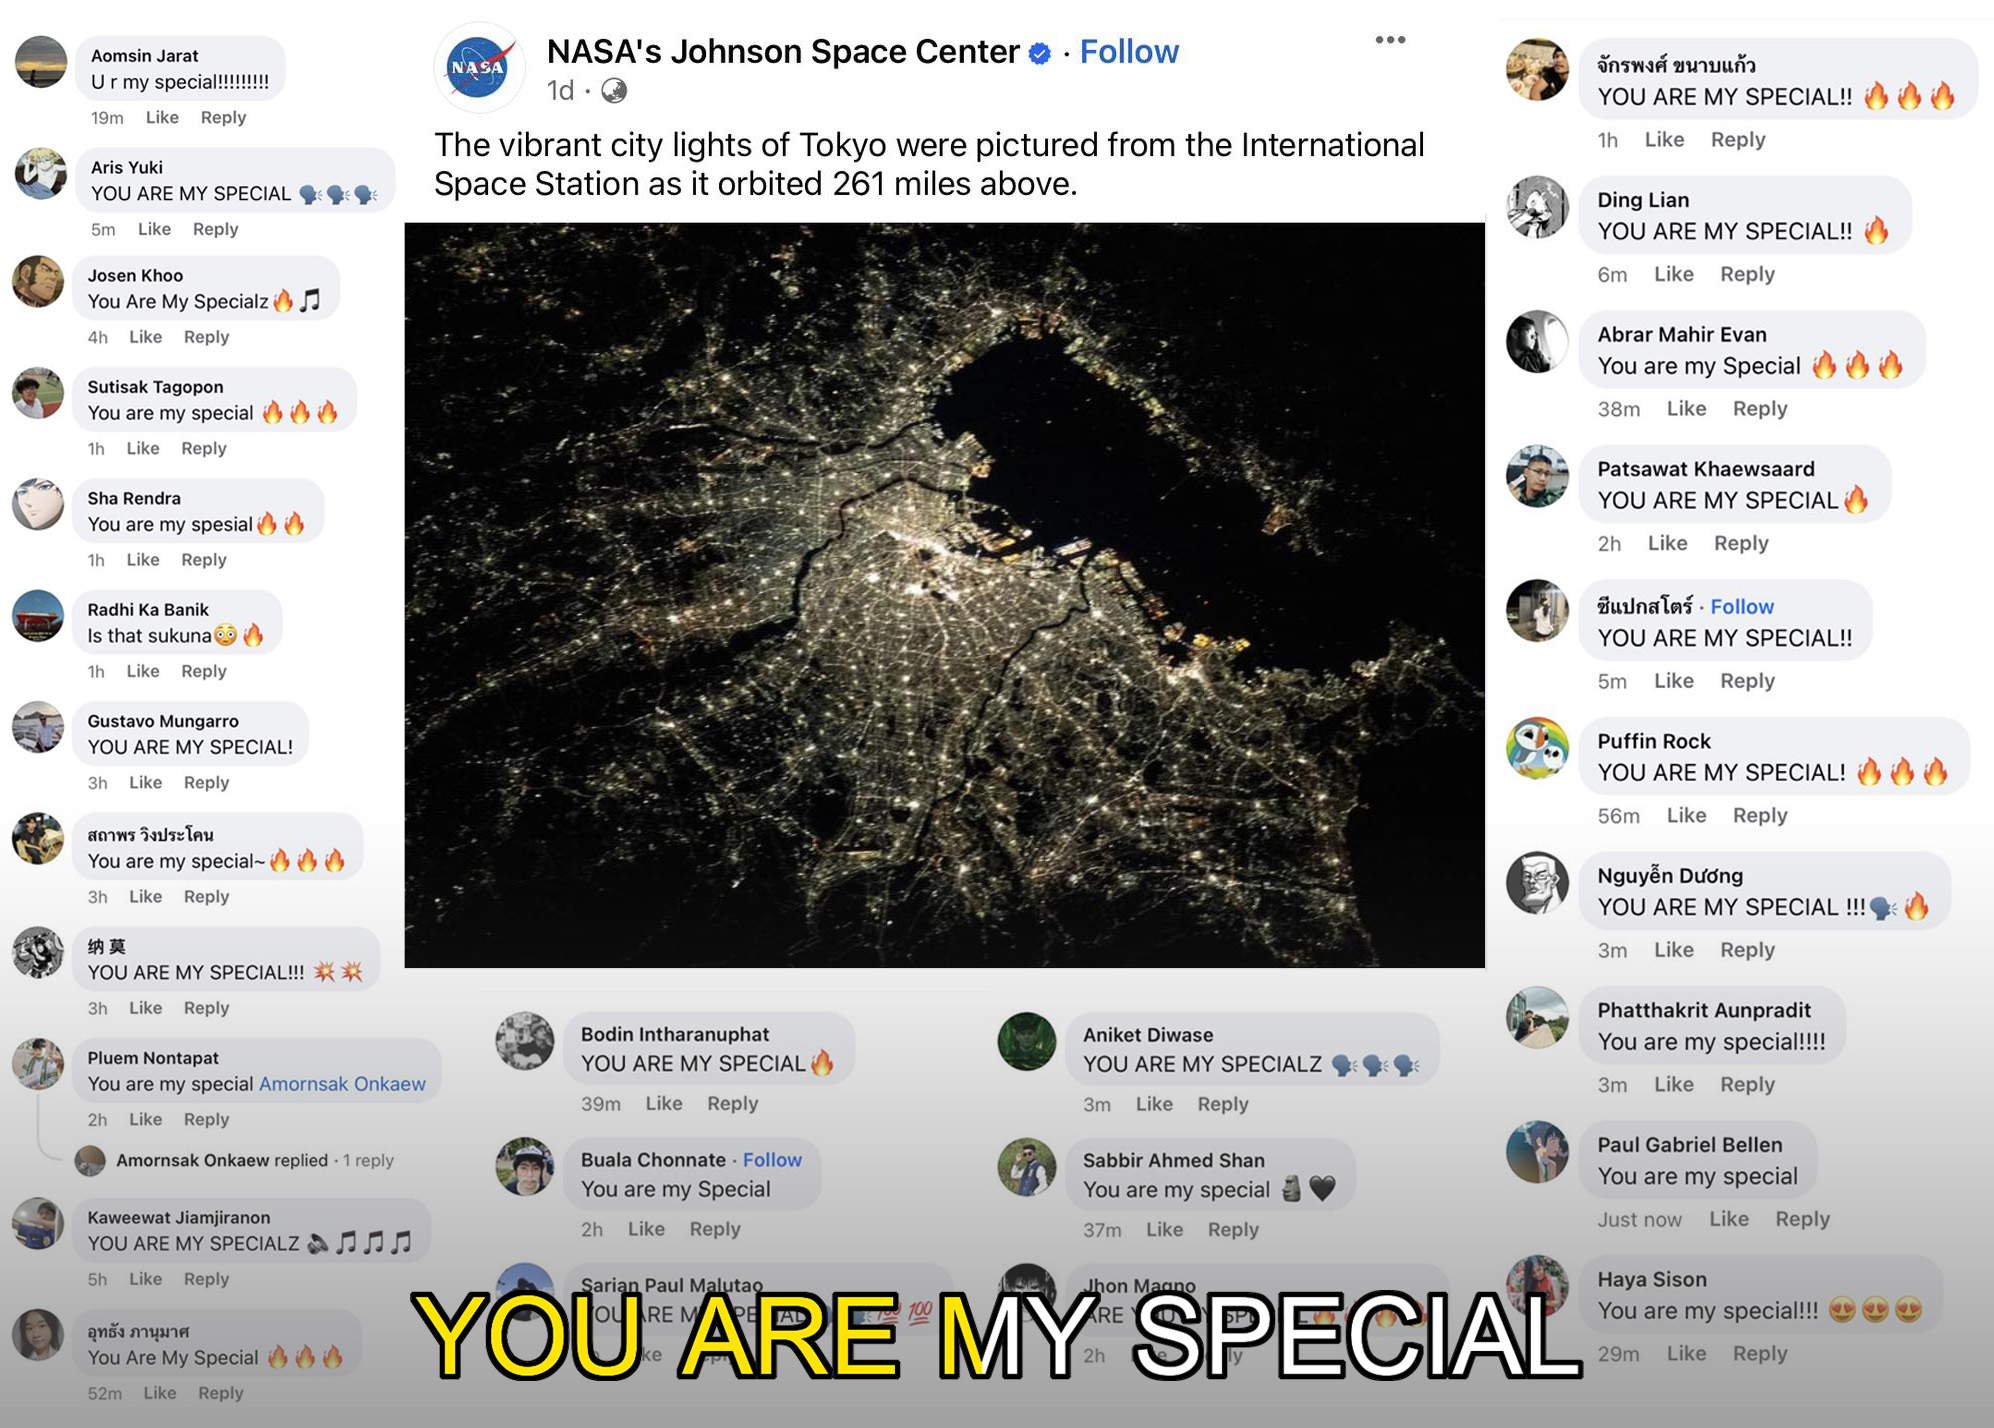 Aomsin Jarat
U r my special!!!!!!!!!
19m Like Reply
Aris Yuki
YOU ARE MY SPECIAL 🗣️🗣️🗣️
5m Like Reply
Josen Khoo
You Are My Specialz🔥🎵
4h Like Reply
Sutisak Tagopon
You are my special 🔥🔥🔥
1h Like Reply
Sha Rendra
You are my spesial🔥🔥
1h Like Reply
Radhi Ka Banik
Is that sukuna😳🔥
1h Like Reply
Gustavo Mungarro
YOU ARE MY SPECIAL!
3h Like Reply
สถาพร วิงประโคน
You are my special~🔥🔥🔥
3h Like Reply
纳 莫
YOU ARE MY SPECIAL!!! 💥💥
3h Like Reply
Pluem Nontapat
You are my special Amornsak Onkaew
2h Like Reply
Amornsak Onkaew replied · 1 reply
Kaweewat Jiamjiranon
YOU ARE MY SPECIALZ 🔈🎵🎵🎵
5h Like Reply
อุทธัง ภานุมาศ
You Are My Special 🔥🔥🔥
52m Like Reply
NASA
NASA's Johnson Space Center · Follow
1d ·
The vibrant city lights of Tokyo were pictured from the International
Space Station as it orbited 261 miles above.
Bodin Intharanuphat
YOU ARE MY SPECIAL🔥
39m Like Reply
Buala Chonnate · Follow
You are my Special
2h Like Reply
Sarian Paul Malutao
Aniket Diwase
YOU ARE MY SPECIALZ 🗣️🗣️🗣️
3m Like Reply
Sabbir Ahmed Shan
You are my special 🗿🖤
37m Like Reply
Jhon Magno
2h
YOU ARE MY SPECIAL
จักรพงศ์ ขนาบแก้ว
YOU ARE MY SPECIAL!! 🔥🔥🔥
1h Like Reply
Ding Lian
YOU ARE MY SPECIAL!! 🔥
6m Like Reply
Abrar Mahir Evan
You are my Special 🔥🔥🔥
38m Like Reply
Patsawat Khaewsaard
YOU ARE MY SPECIAL🔥
2h Like Reply
ซีแปกสโตร์ · Follow
YOU ARE MY SPECIAL!!
5m Like Reply
Puffin Rock
YOU ARE MY SPECIAL! 🔥🔥🔥
56m Like Reply
Nguyễn Dương
YOU ARE MY SPECIAL !!!🗣️🔥
3m Like Reply
Phatthakrit Aunpradit
You are my special!!!!
3m Like Reply
Paul Gabriel Bellen
You are my special
Just now Like Reply
Haya Sison
You are my special!!! 😍😍😍
29m Like Reply